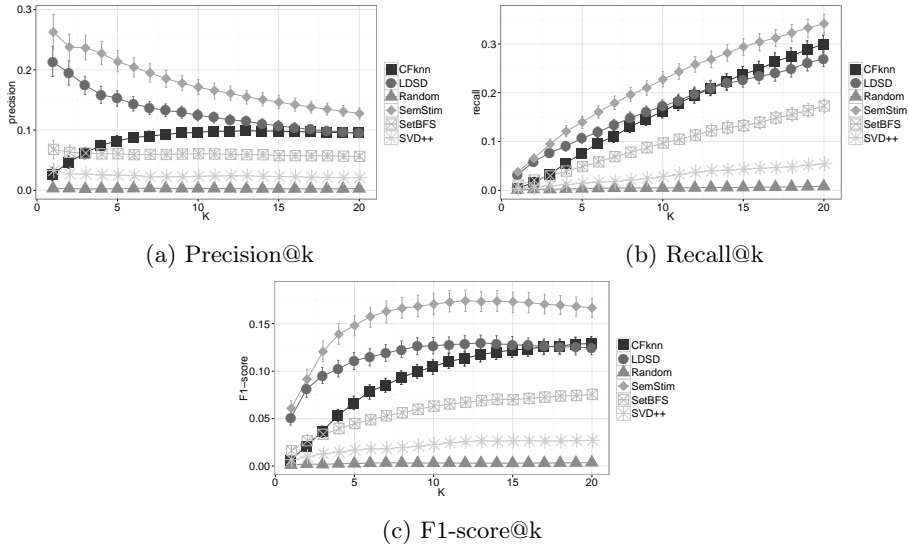 0.3
0.2
0.1
0.0
precision
0 5 10 15 20
K
CFknn
LDSD
Random
SemStim
SetBFS
SVD++
(a) Precision@k
0.3
0.2
0.1
0.0
recall
0 5 10 15 20
K
CFknn
LDSD
Random
SemStim
SetBFS
SVD++
(b) Recall@k
0.15
0.10
0.05
0.00
F1-score
0 5 10 15 20
K
CFknn
LDSD
Random
SemStim
SetBFS
SVD++
(c) F1-score@k